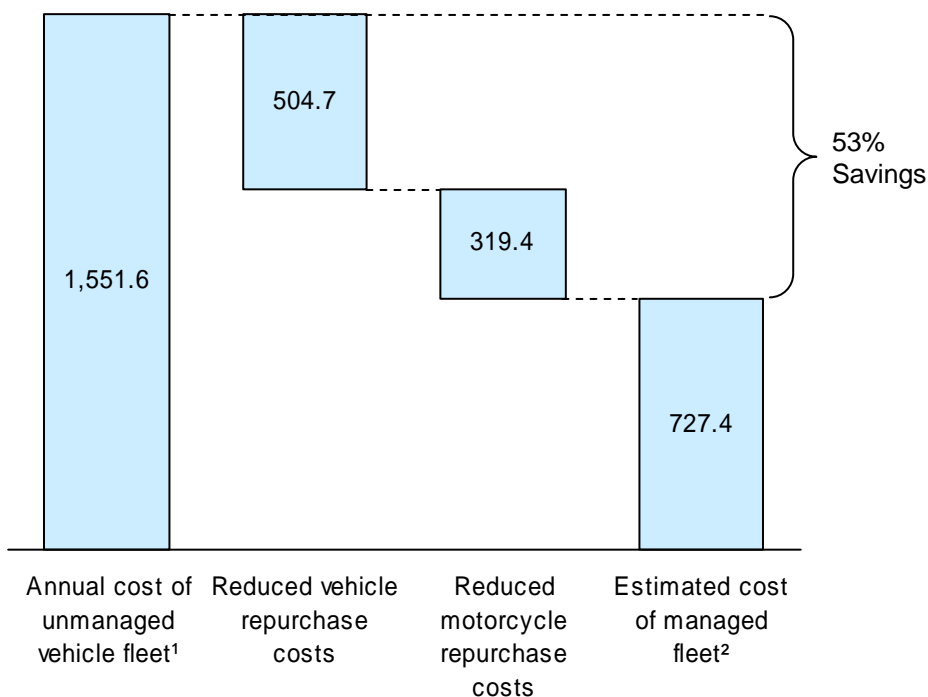 504.7
53%
Savings
319.4
1,551.6
727.4
Annual cost of
unmanaged
vehicle fleet¹
Reduced vehicle
repurchase
costs
Reduced
motorcycle
repurchase
costs
Estimated cost
of managed
fleet²